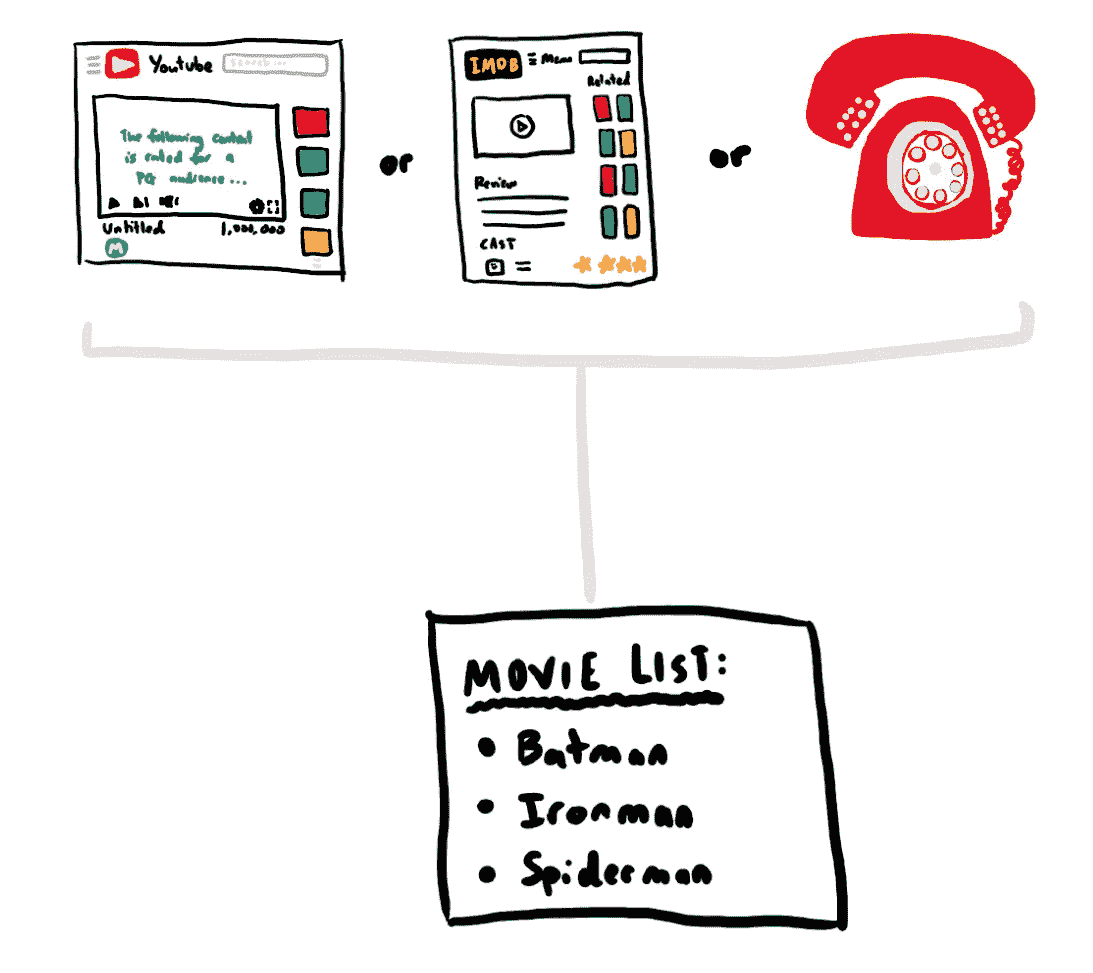 Youtube
Search ...
The following content
is rated for a
PG audience...
Untitled
1,000,000
M
or
IMDB
Menu
Related
Review
CAST
or
MOVIE LIST:
• Batman
• Ironman
• Spiderman